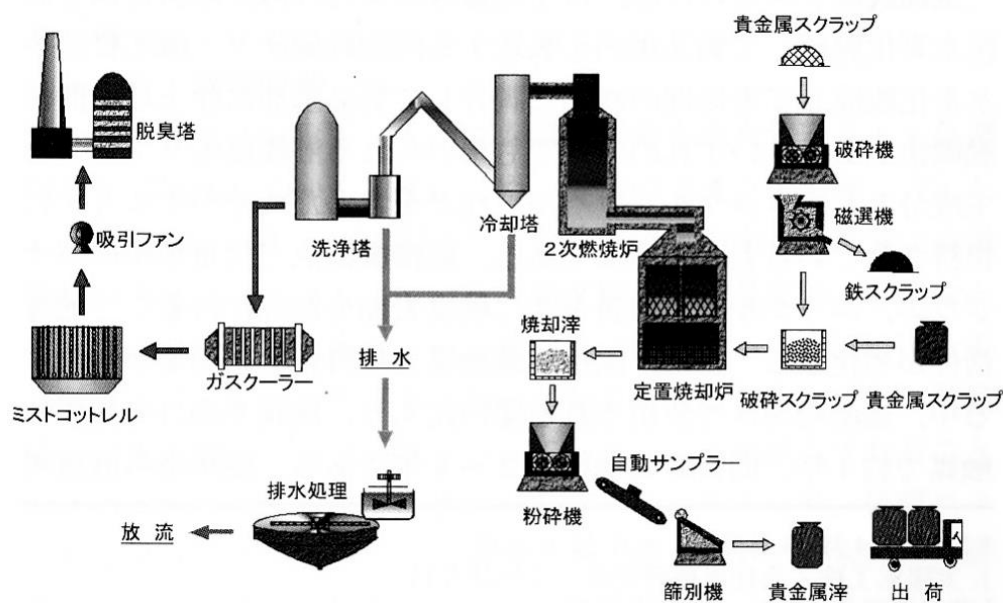 貴金属スクラップ
破砕機
磁選機
鉄スクラップ
脱臭塔
吸引ファン
洗浄塔
冷却塔
2次燃焼炉
焼却滓
定置焼却炉
破砕スクラップ
貴金属スクラップ
ミストコットレル
ガスクーラー
排水
自動サンプラー
粉砕機
排水処理
放流
篩別機
貴金属滓
出荷